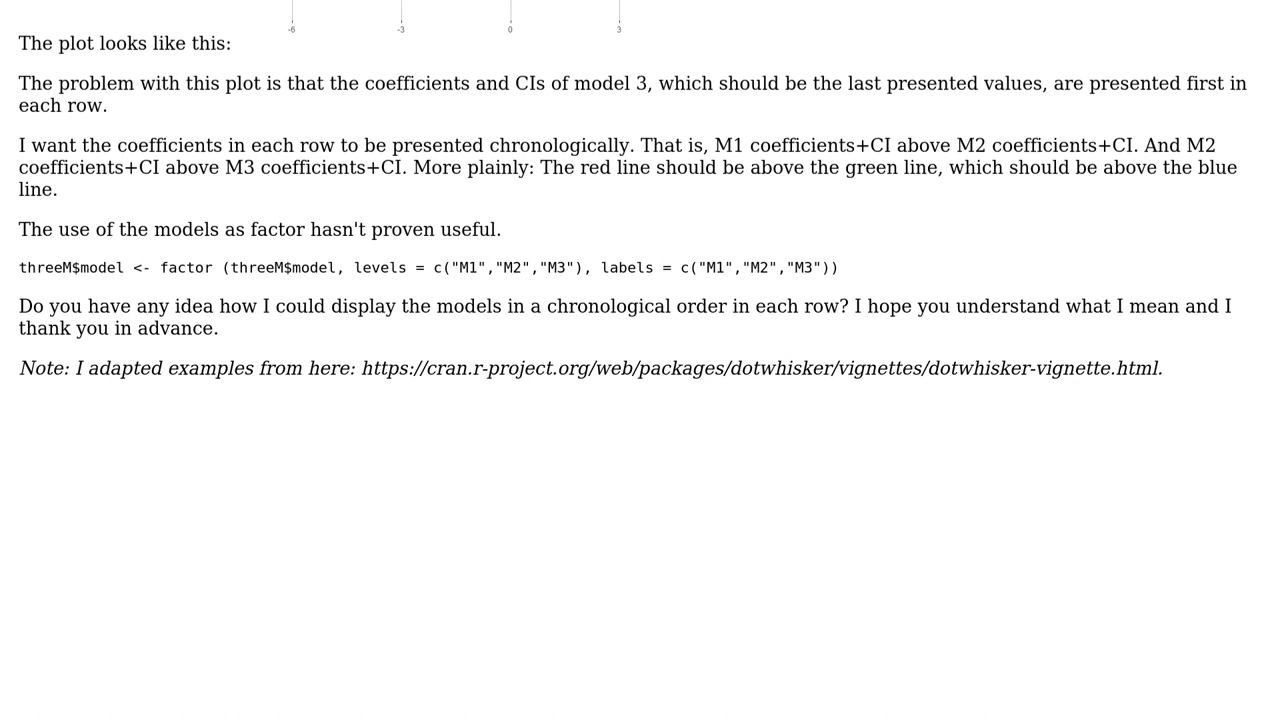 -6 -3 0 3
The plot looks like this:
The problem with this plot is that the coefficients and CIs of model 3, which should be the last presented values, are presented first in
each row.
I want the coefficients in each row to be presented chronologically. That is, M1 coefficients+CI above M2 coefficients+CI. And M2
coefficients+CI above M3 coefficients+CI. More plainly: The red line should be above the green line, which should be above the blue
line.
The use of the models as factor hasn't proven useful.
threeM$model <- factor (threeM$model, levels = c("M1","M2","M3"), labels = c("M1","M2","M3"))
Do you have any idea how I could display the models in a chronological order in each row? I hope you understand what I mean and I
thank you in advance.
Note: I adapted examples from here: https://cran.r-project.org/web/packages/dotwhisker/vignettes/dotwhisker-vignette.html.